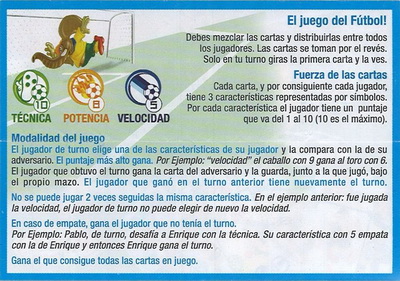 El juego del Fútbol!
Debes mezclar las cartas y distribuirlas entre todos
los jugadores. Las cartas se toman por el revés.
Solo en tu turno giras la primera carta y la ves.
Fuerza de las cartas
Cada carta, y por consiguiente cada jugador,
tiene 3 características representadas por símbolos.
Por cada característica el jugador tiene un puntaje
que va del 1 al 10 (10 es el máximo).
10
8
5
TÉCNICA
POTENCIA
VELOCIDAD
Modalidad del juego
El jugador de turno elige una de las características de su jugador y la compara con la de su
adversario. El puntaje más alto gana. Por Ejemplo: "velocidad" el caballo con 9 gana al toro con 6.
El jugador que obtuvo el turno gana la carta del adversario y la guarda, junto a la que jugó, bajo
el propio mazo. El jugador que ganó en el turno anterior tiene nuevamente el turno.
No se puede jugar 2 veces seguidas la misma característica. En el ejemplo anterior: fue jugada
la velocidad, el jugador de turno no puede elegir de nuevo la velocidad.
En caso de empate, gana el jugador que no tenía el turno.
Por Ejemplo: Pablo, de turno, desafía a Enrique con la técnica. Su característica con 5 empata
con la de Enrique y entonces Enrique gana el turno.
Gana el que consigue todas las cartas en juego.